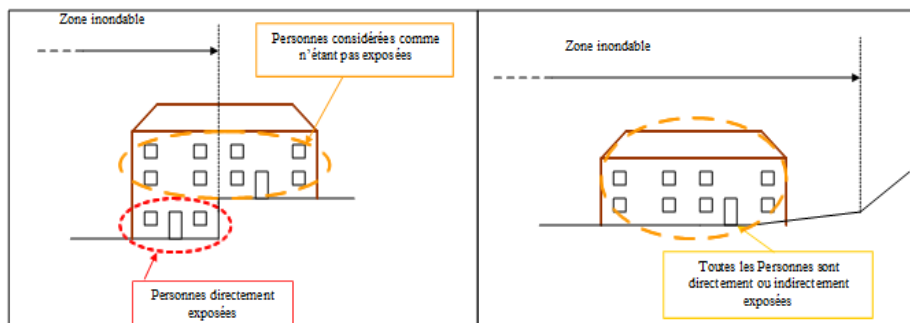 Zone inondable
Personnes considérées comme
n'étant pas exposées
Personnes directement
exposées
Zone inondable
Toutes les Personnes sont
directement ou indirectement
exposées